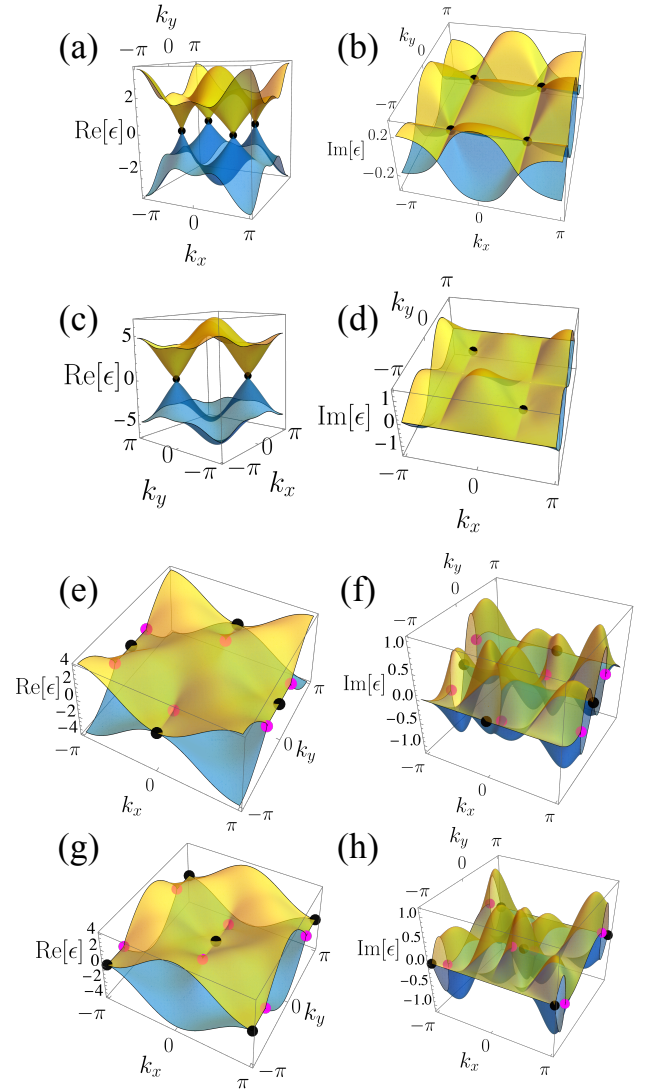 (a)
k_y
−π 0 π
2
Re[ϵ] 0
−2
−π
0
π
k_x
(b)
k_y
π
0
−π
0.2
Im[ϵ]
−0.2
−π
0
π
k_x
(c)
5
Re[ϵ] 0
−5
π
0
−π
k_y
π
0
−π
k_x
(d)
π
k_y 0
−π
1
Im[ϵ] 0
−1
−π
0
π
k_x
(e)
4
2
Re[ϵ] 0
−2
−4
−π
0
π
k_x
π
0 k_y
−π
(f)
k_y π
0
−π
1.0
0.5
Im[ϵ] 0.0
−0.5
−1.0
−π
0
π
k_x
(g)
4
2
Re[ϵ] 0
−2
−4
−π
0
π
k_x
π
0 k_y
−π
(h)
k_y π
0
−π
1.0
0.5
Im[ϵ] 0.0
−0.5
−1.0
−π
0
π
k_x